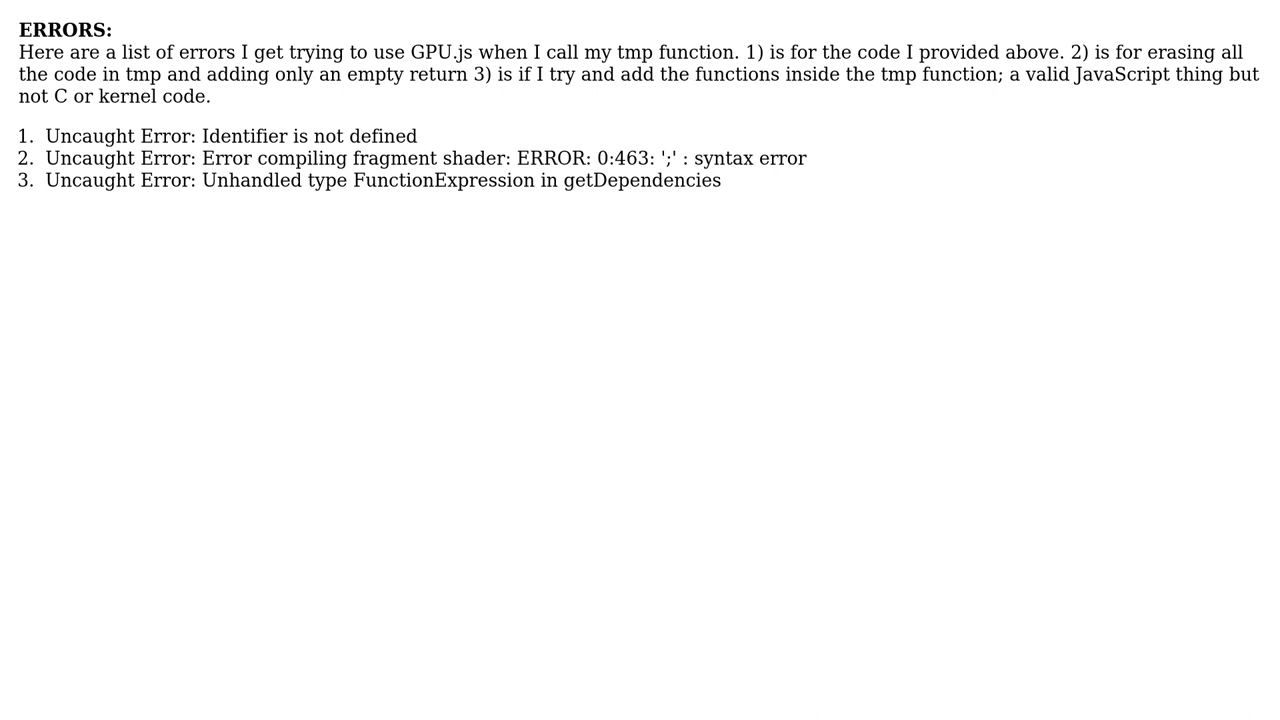 ERRORS:
Here are a list of errors I get trying to use GPU.js when I call my tmp function. 1) is for the code I provided above. 2) is for erasing all
the code in tmp and adding only an empty return 3) is if I try and add the functions inside the tmp function; a valid JavaScript thing but
not C or kernel code.
1. Uncaught Error: Identifier is not defined
2. Uncaught Error: Error compiling fragment shader: ERROR: 0:463: ';' : syntax error
3. Uncaught Error: Unhandled type FunctionExpression in getDependencies